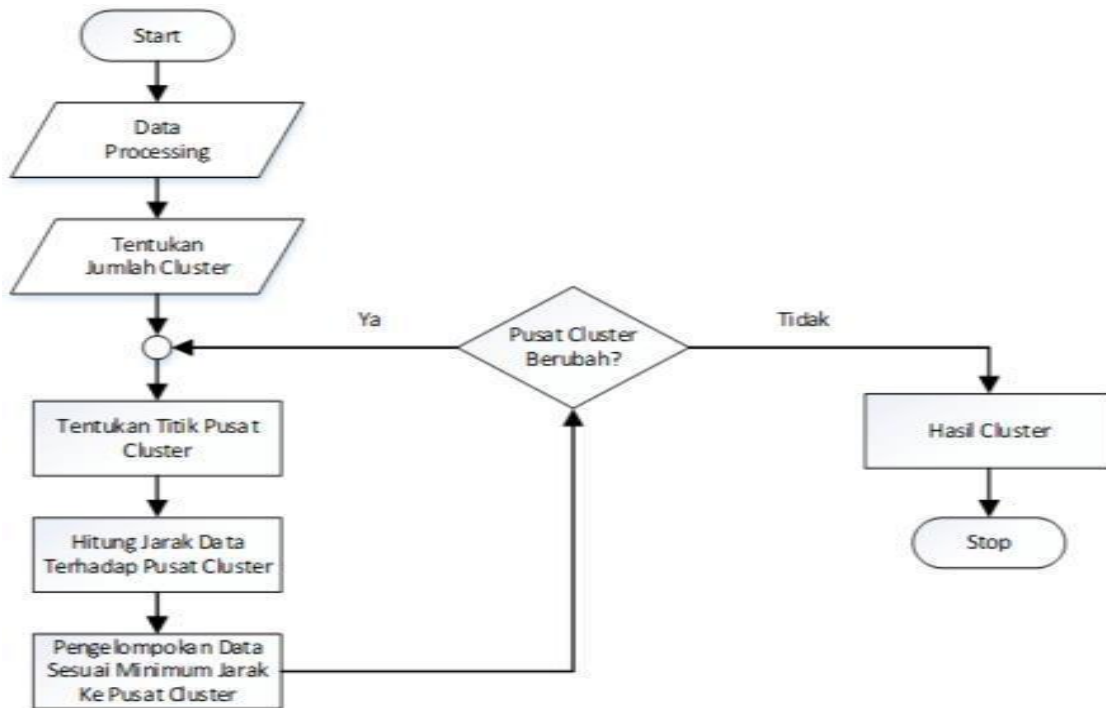 Start
Data
Processing
Tentukan
Jumlah Cluster
Ya
Pusat Cluster
Berubah?
Tidak
Tentukan Titik Pusat
Cluster
Hasil Cluster
Hitung Jarak Data
Terhadap Pusat Cluster
Stop
Pengelompokan Data
Sesuai Minimum Jarak
Ke Pusat Cluster